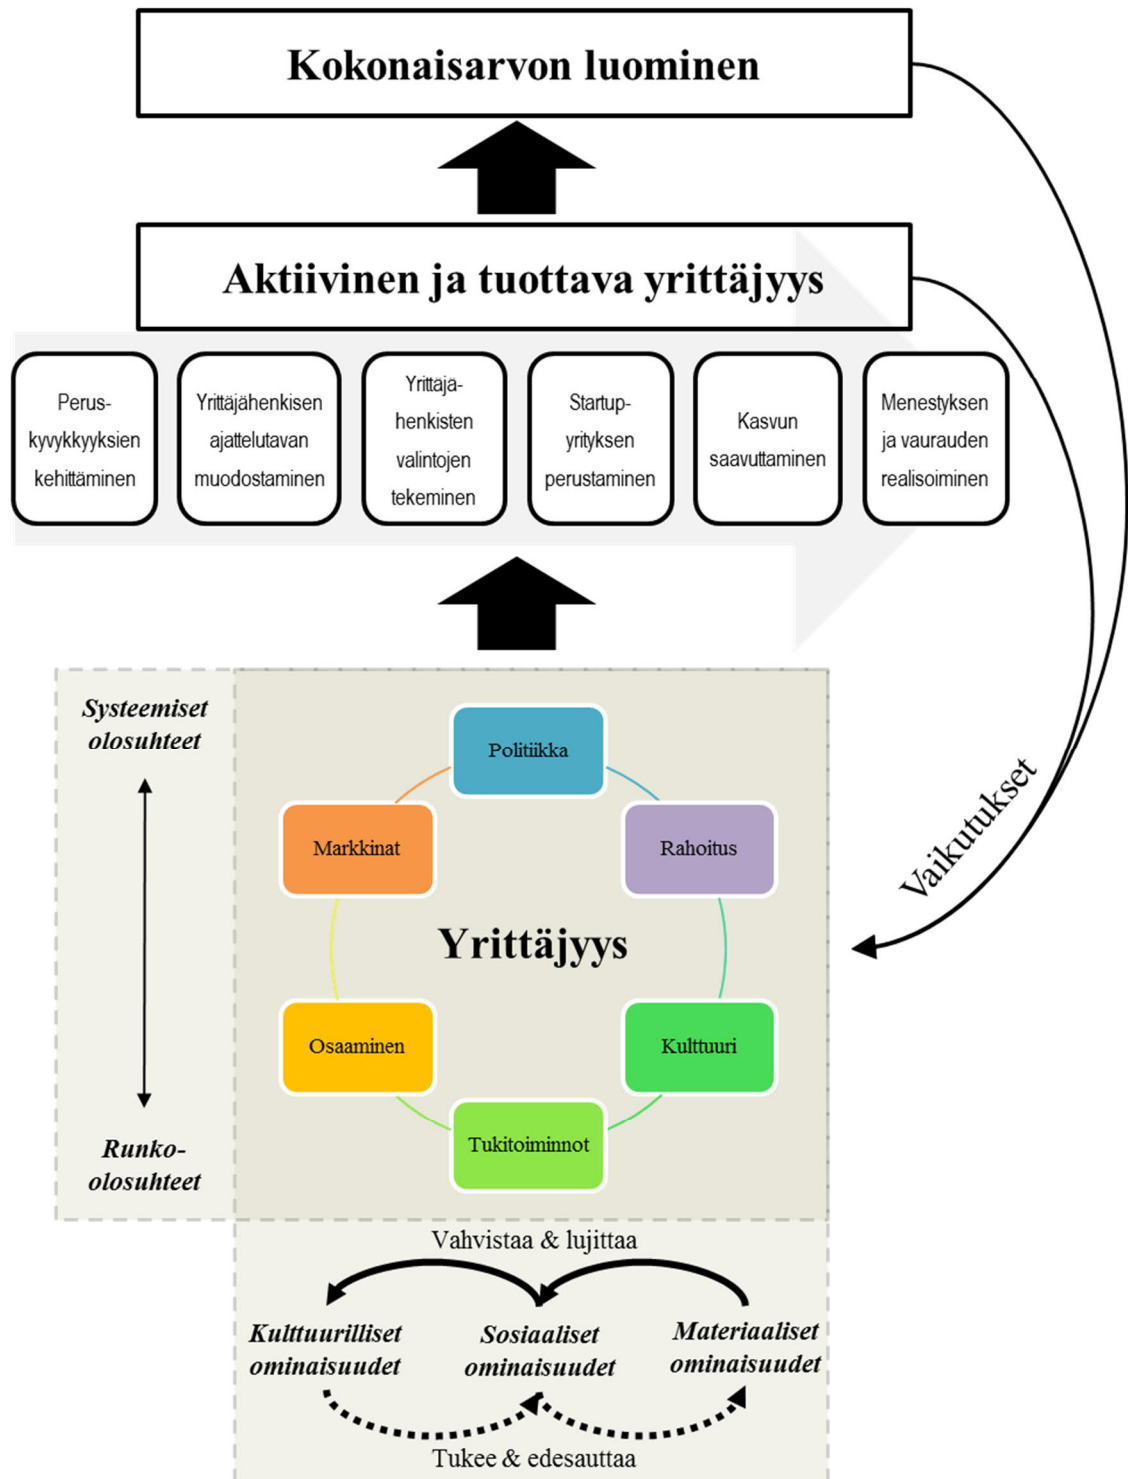 Kokonaisarvon luominen
Aktiivinen ja tuottava yrittäjyys
Perus-
kyvykkyyksien
kehittäminen
Yrittäjähenkisen
ajattelutavan
muodostaminen
Yrittaja-
henkisten
valintojen
tekeminen
Startup-
yrityksen
perustaminen
Kasvun
saavuttaminen
Menestyksen
ja vaurauden
realisoiminen
Systeemiset
olosuhteet
Runko-
olosuhteet
Politiikka
Markkinat
Rahoitus
Yrittäjyys
Osaaminen
Kulttuuri
Tukitoiminnot
Vaikutukset
Vahvistaa & lujittaa
Kulttuurilliset
ominaisuudet
Sosiaaliset
ominaisuudet
Materiaaliset
ominaisuudet
Tukee & edesauttaa